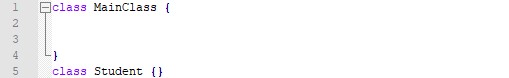 1 class MainClass {
2
3
4 }
5 class Student {}